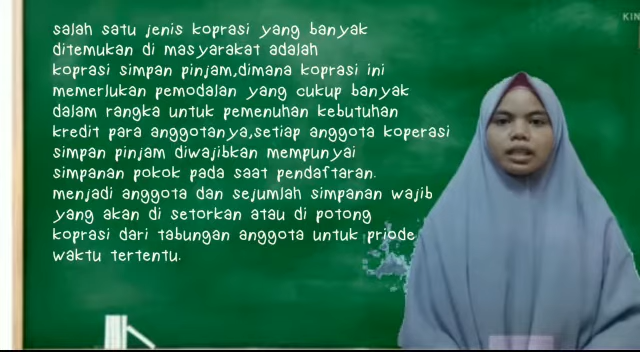 salah satu jenis koprasi yang banyak
ditemukan di masyarakat adalah
koprasi simpan pinjam,dimana koprasi ini
memerlukan pemodalan yang cukup banyak
dalam rangka untuk pemenuhan kebutuhan
kredit para anggotanya,setiap anggota koperasi
simpan pinjam diwajibkan mempunyai
simpanan pokok pada saat pendaftaran.
menjadi anggota dan sejumlah simpanan wajib
yang akan di setorkan atau di potong
koprasi dari tabungan anggota untuk priode
waktu tertentu.